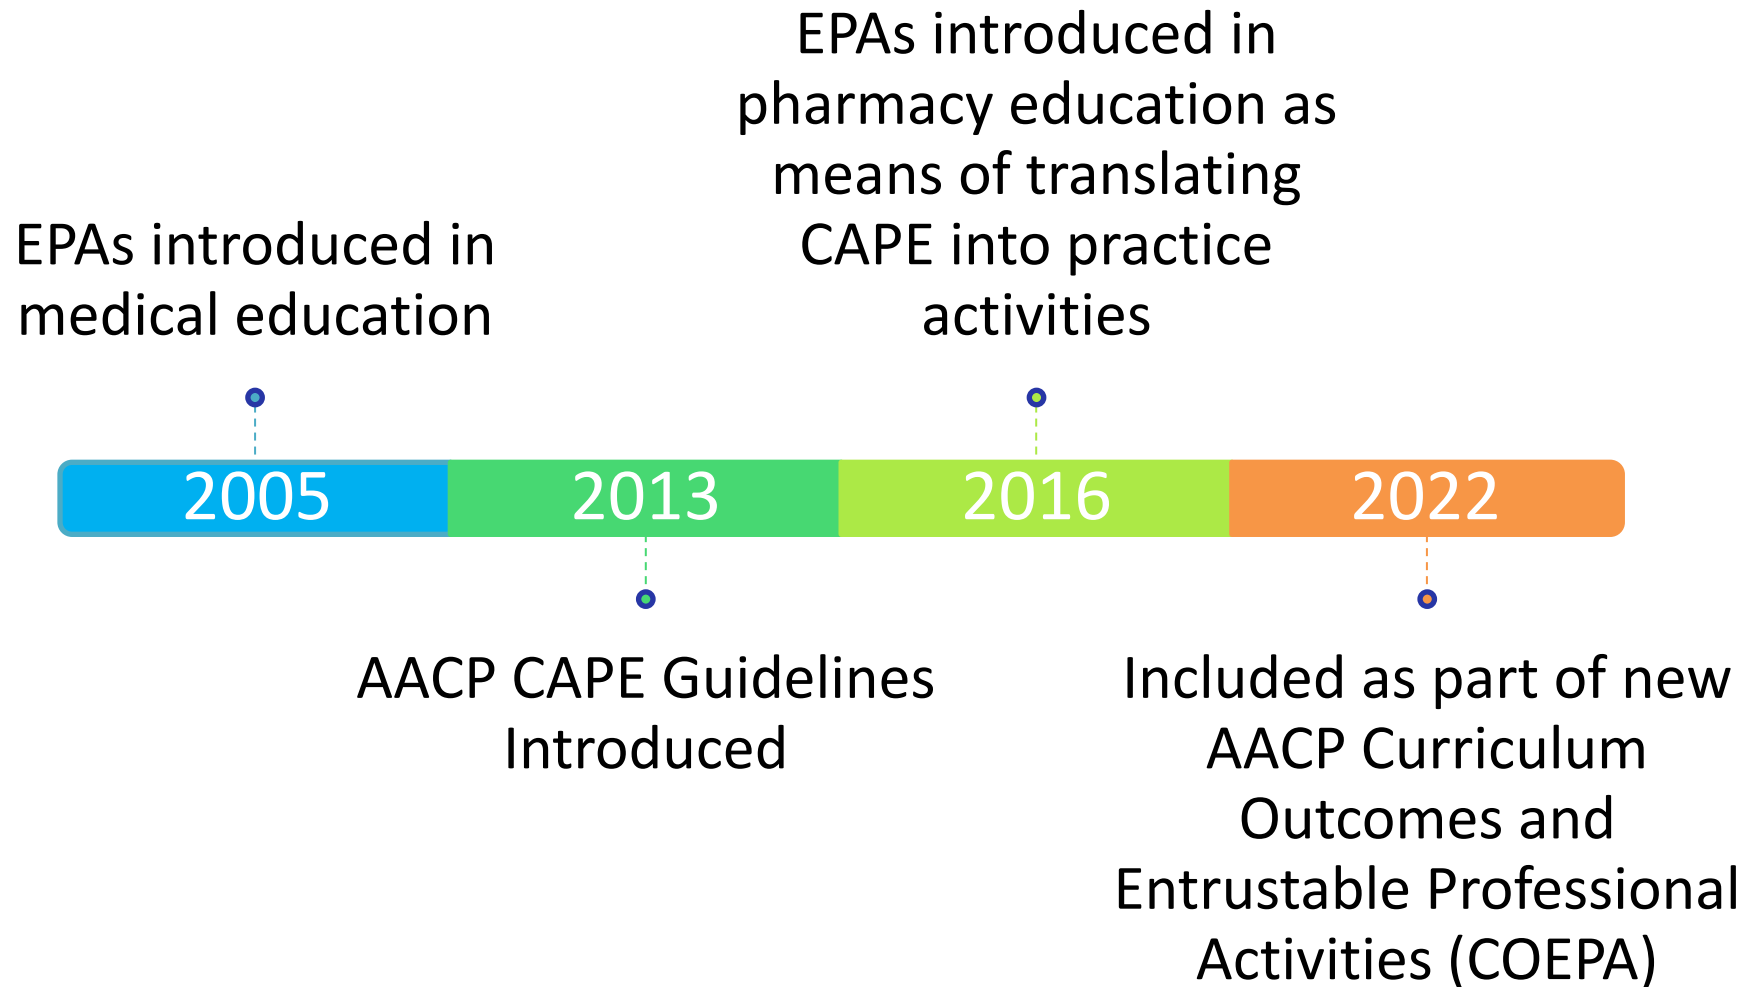 EPAs introduced in
medical education
EPAs introduced in
pharmacy education as
means of translating
CAPE into practice
activities
2005
2013
2016
2022
AACP CAPE Guidelines
Introduced
Included as part of new
AACP Curriculum
Outcomes and
Entrustable Professional
Activities (COEPA)